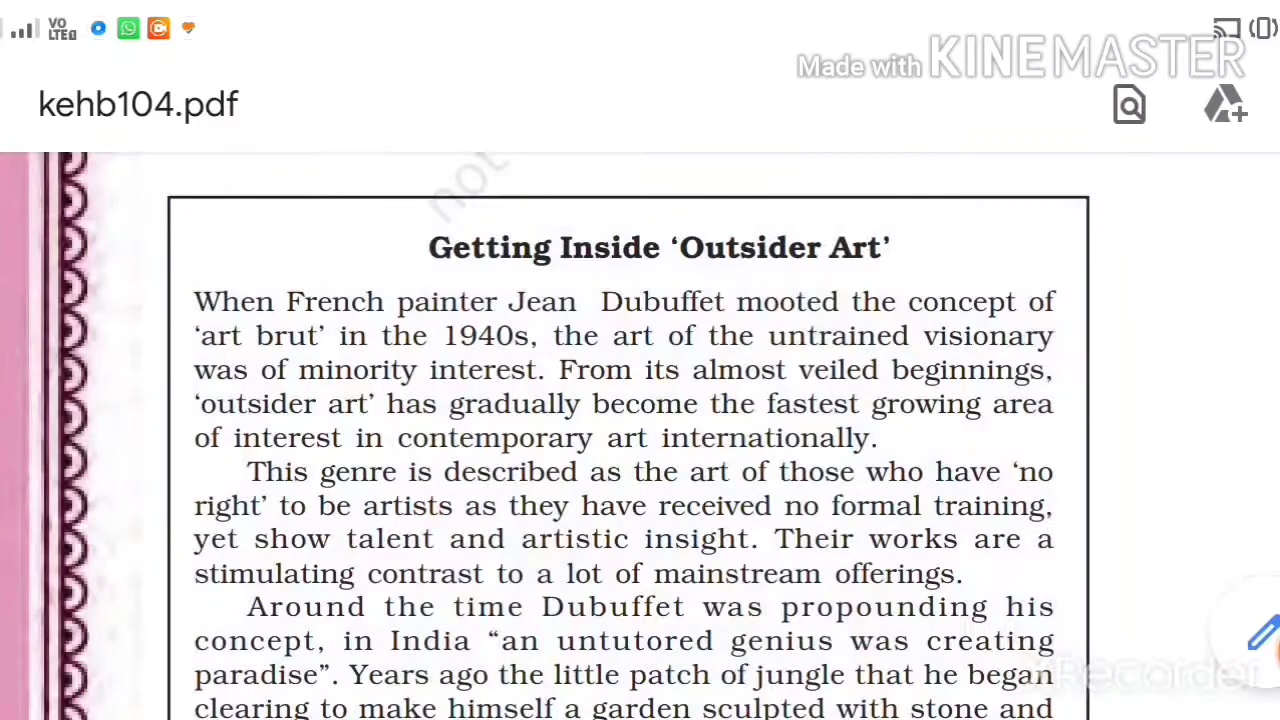 VO
LTE
Made with KINEMASTER
kehb104.pdf
not
Getting Inside ‘Outsider Art’
When French painter Jean Dubuffet mooted the concept of
‘art brut’ in the 1940s, the art of the untrained visionary
was of minority interest. From its almost veiled beginnings,
‘outsider art’ has gradually become the fastest growing area
of interest in contemporary art internationally.
This genre is described as the art of those who have ‘no
right’ to be artists as they have received no formal training,
yet show talent and artistic insight. Their works are a
stimulating contrast to a lot of mainstream offerings.
Around the time Dubuffet was propounding his
concept, in India “an untutored genius was creating
paradise”. Years ago the little patch of jungle that he began
clearing to make himself a garden sculpted with stone and